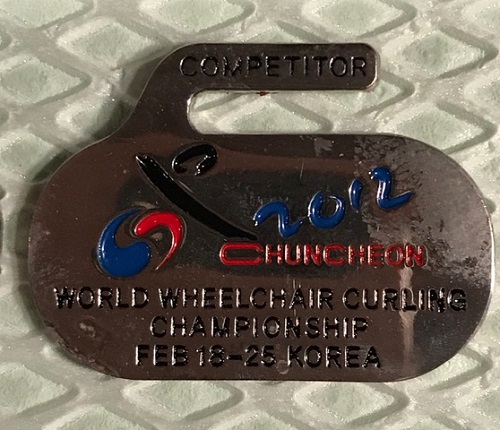 COMPETITOR
2012
CHUNCHEON
WORLD WHEELCHAIR CURLING
CHAMPIONSHIP
FEB 18-25 KOREA